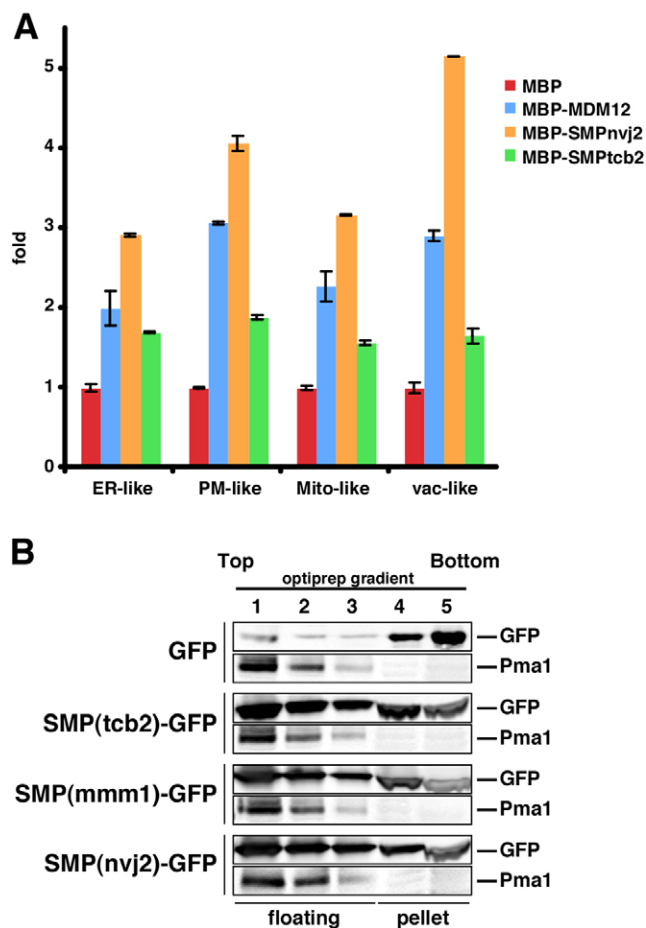 A
fold
5
4
3
2
1
0
ER-like PM-like Mito-like vac-like
MBP
MBP-MDM12
MBP-SMPnvj2
MBP-SMPtcb2
B
Top Bottom
optiprep gradient
1 2 3 4 5
GFP
GFP
Pma1
SMP(tcb2)-GFP
GFP
Pma1
SMP(mmm1)-GFP
GFP
Pma1
SMP(nvj2)-GFP
GFP
Pma1
floating pellet